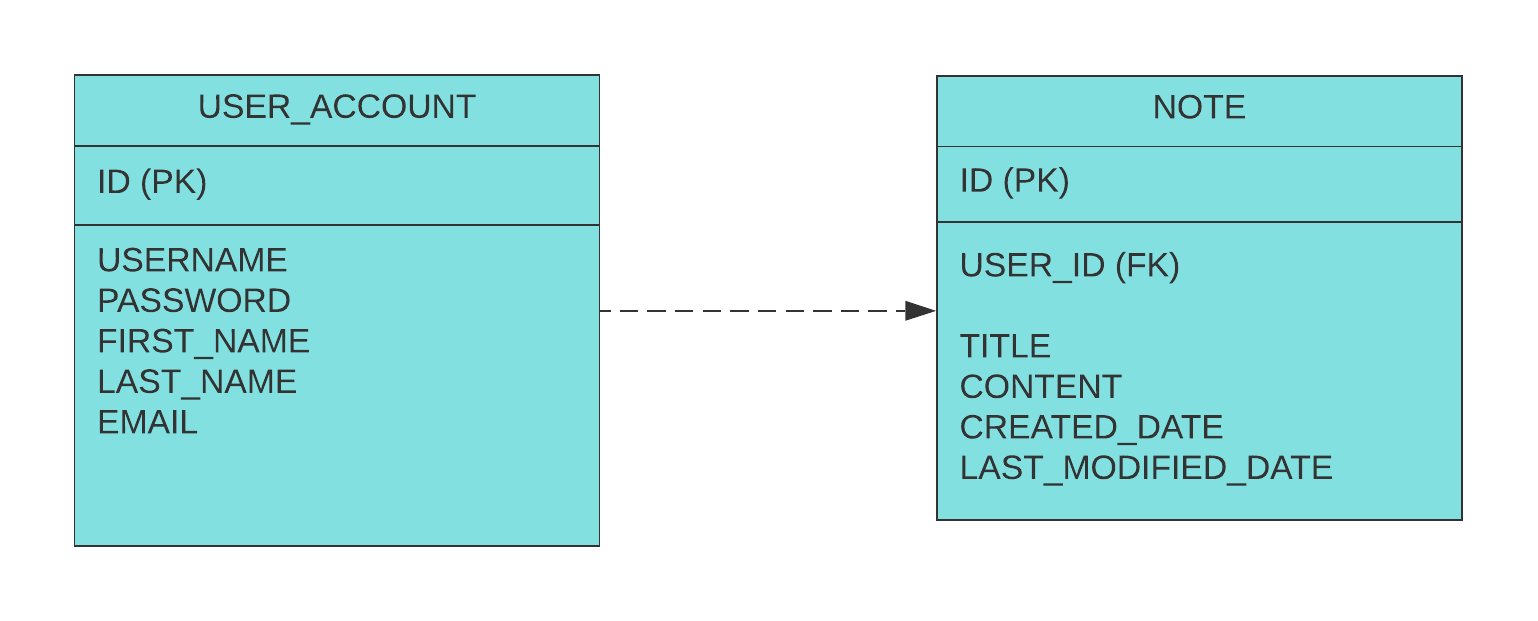 USER_ACCOUNT
ID (PK)
USERNAME
PASSWORD
FIRST_NAME
LAST_NAME
EMAIL
NOTE
ID (PK)
USER_ID (FK)
TITLE
CONTENT
CREATED_DATE
LAST_MODIFIED_DATE